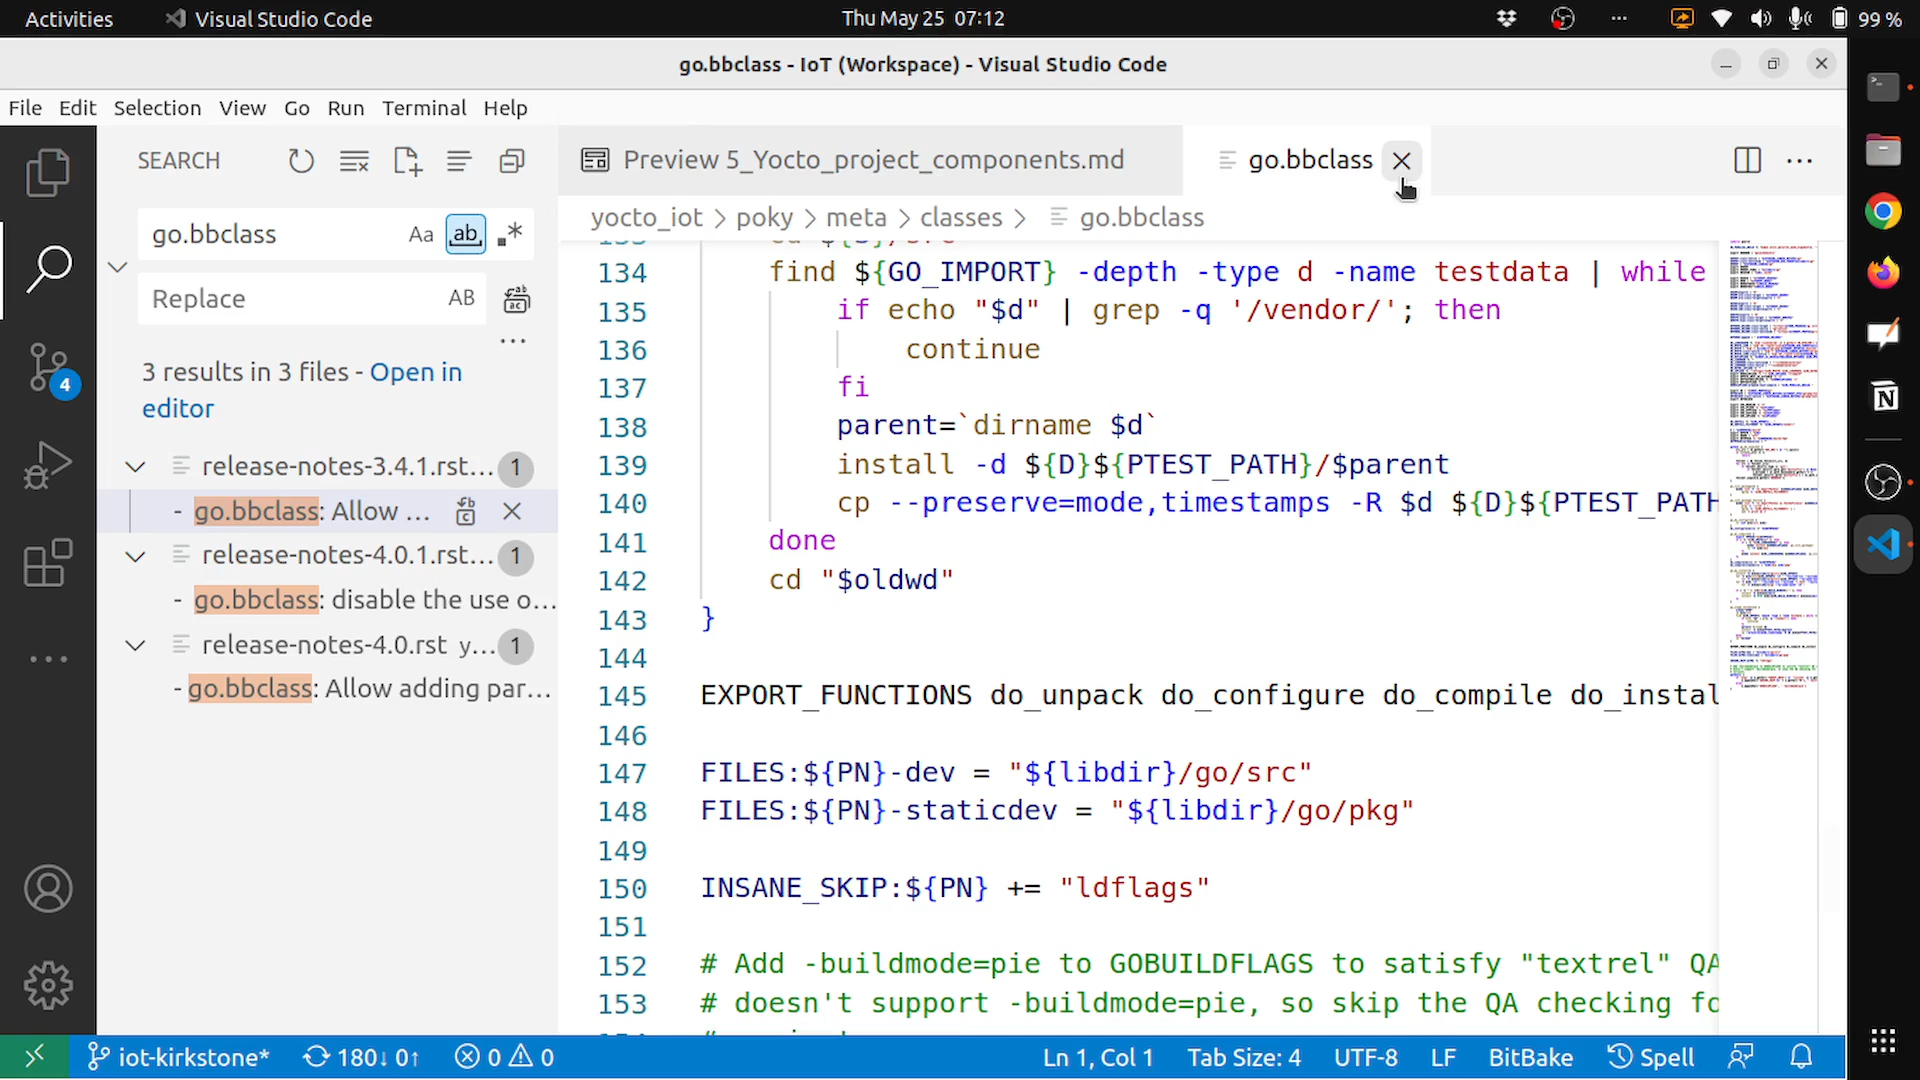 Activities
Visual Studio Code
Thu May 25 07:12
99 %
go.bbclass - IoT (Workspace) - Visual Studio Code
File Edit Selection View Go Run Terminal Help
SEARCH
go.bbclass
Aa
ab
Replace
AB
3 results in 3 files - Open in
editor
release-notes-3.4.1.rst... 1
- go.bbclass: Allow ...
release-notes-4.0.1.rst... 1
- go.bbclass: disable the use o...
release-notes-4.0.rst y... 1
- go.bbclass: Allow adding par...
4
Preview 5_Yocto_project_components.md
go.bbclass
yocto_iot > poky > meta > classes > go.bbclass
134 find ${GO_IMPORT} -depth -type d -name testdata | while
135 if echo "$d" | grep -q '/vendor/'; then
136 continue
137 fi
138 parent=`dirname $d`
139 install -d ${D}${PTEST_PATH}/$parent
140 cp --preserve=mode,timestamps -R $d ${D}${PTEST_PATH
141 done
142 cd "$oldwd"
143 }
144
145 EXPORT_FUNCTIONS do_unpack do_configure do_compile do_instal
146
147 FILES:${PN}-dev = "${libdir}/go/src"
148 FILES:${PN}-staticdev = "${libdir}/go/pkg"
149
150 INSANE_SKIP:${PN} += "ldflags"
151
152 # Add -buildmode=pie to GOBUILDFLAGS to satisfy "textrel" QA
153 # doesn't support -buildmode=pie, so skip the QA checking fo
iot-kirkstone*
180↓ 0↑
0 0
Ln 1, Col 1
Tab Size: 4
UTF-8
LF
BitBake
Spell